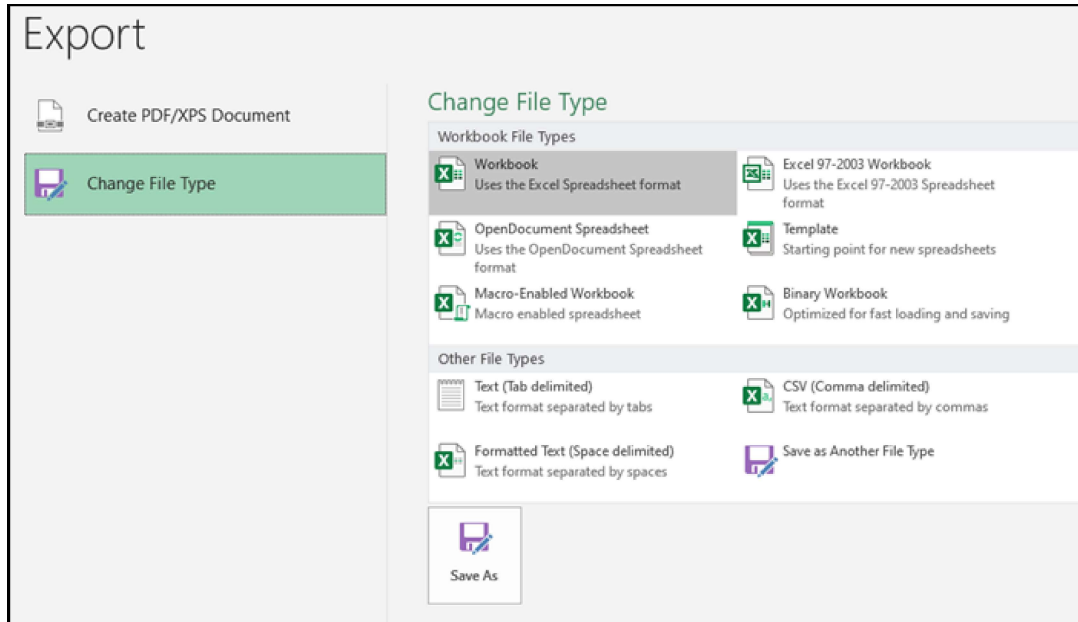 Export
Create PDF/XPS Document
Change File Type
Change File Type
Workbook File Types
Workbook
Uses the Excel Spreadsheet format
Excel 97-2003 Workbook
Uses the Excel 97-2003 Spreadsheet
format
OpenDocument Spreadsheet
Uses the OpenDocument Spreadsheet
format
Template
Starting point for new spreadsheets
Macro-Enabled Workbook
Macro enabled spreadsheet
Binary Workbook
Optimized for fast loading and saving
Other File Types
Text (Tab delimited)
Text format separated by tabs
CSV (Comma delimited)
Text format separated by commas
Formatted Text (Space delimited)
Text format separated by spaces
Save as Another File Type
Save As